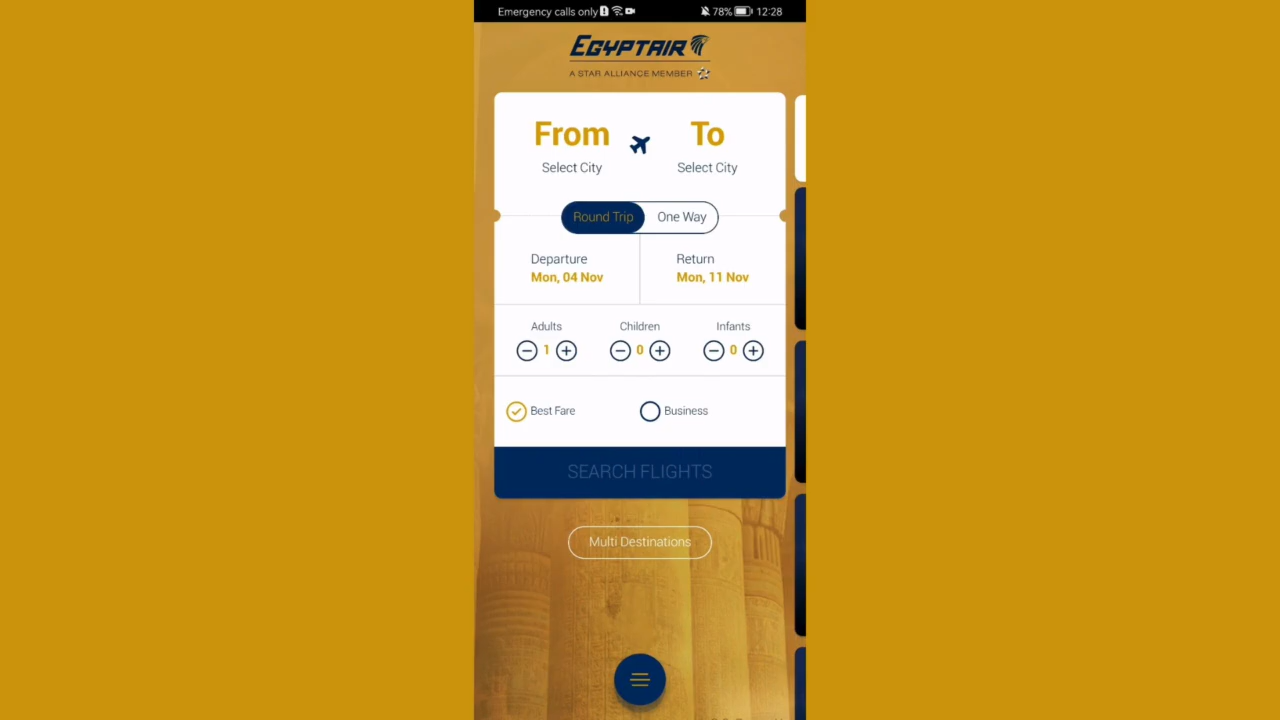 Emergency calls only
78% 12:28
EGYPTAIR
A STAR ALLIANCE MEMBER
From To
Select City Select City
Round Trip One Way
Departure Return
Mon, 04 Nov Mon, 11 Nov
Adults Children Infants
1 0 0
Best Fare Business
SEARCH FLIGHTS
Multi Destinations